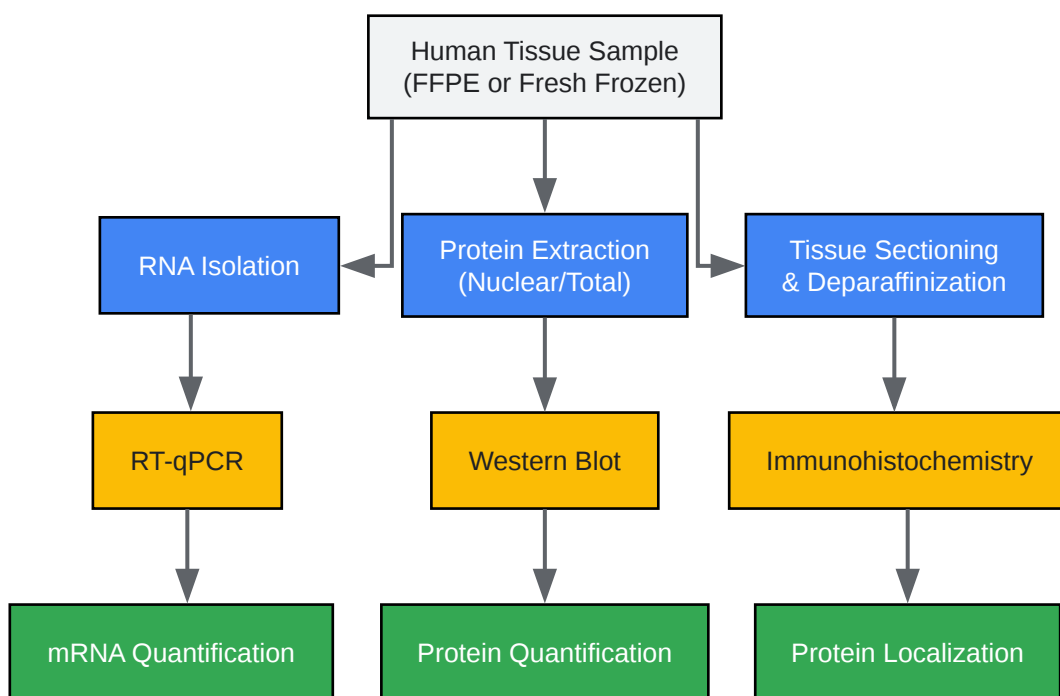 Human Tissue Sample
(FFPE or Fresh Frozen)
RNA Isolation
Protein Extraction
(Nuclear/Total)
Tissue Sectioning
& Deparaffinization
RT-qPCR
Western Blot
Immunohistochemistry
mRNA Quantification
Protein Quantification
Protein Localization